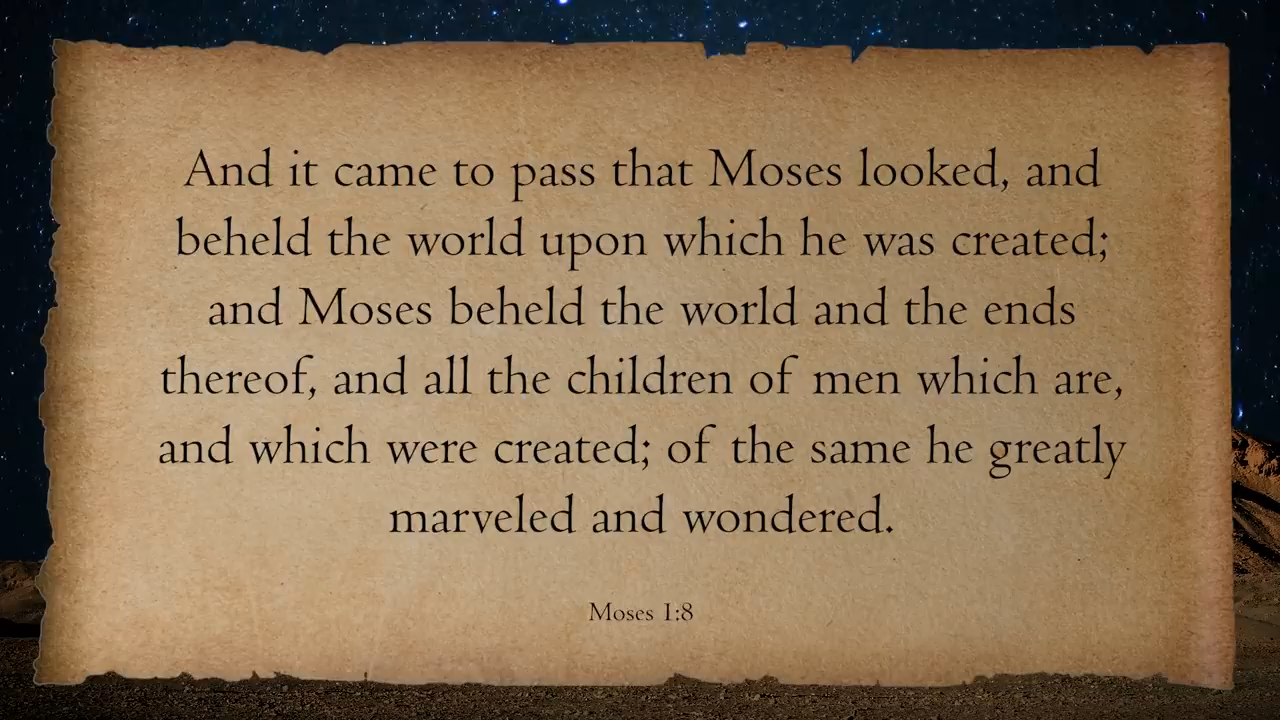 And it came to pass that Moses looked, and
beheld the world upon which he was created;
and Moses beheld the world and the ends
thereof, and all the children of men which are,
and which were created; of the same he greatly
marveled and wondered.
Moses 1:8